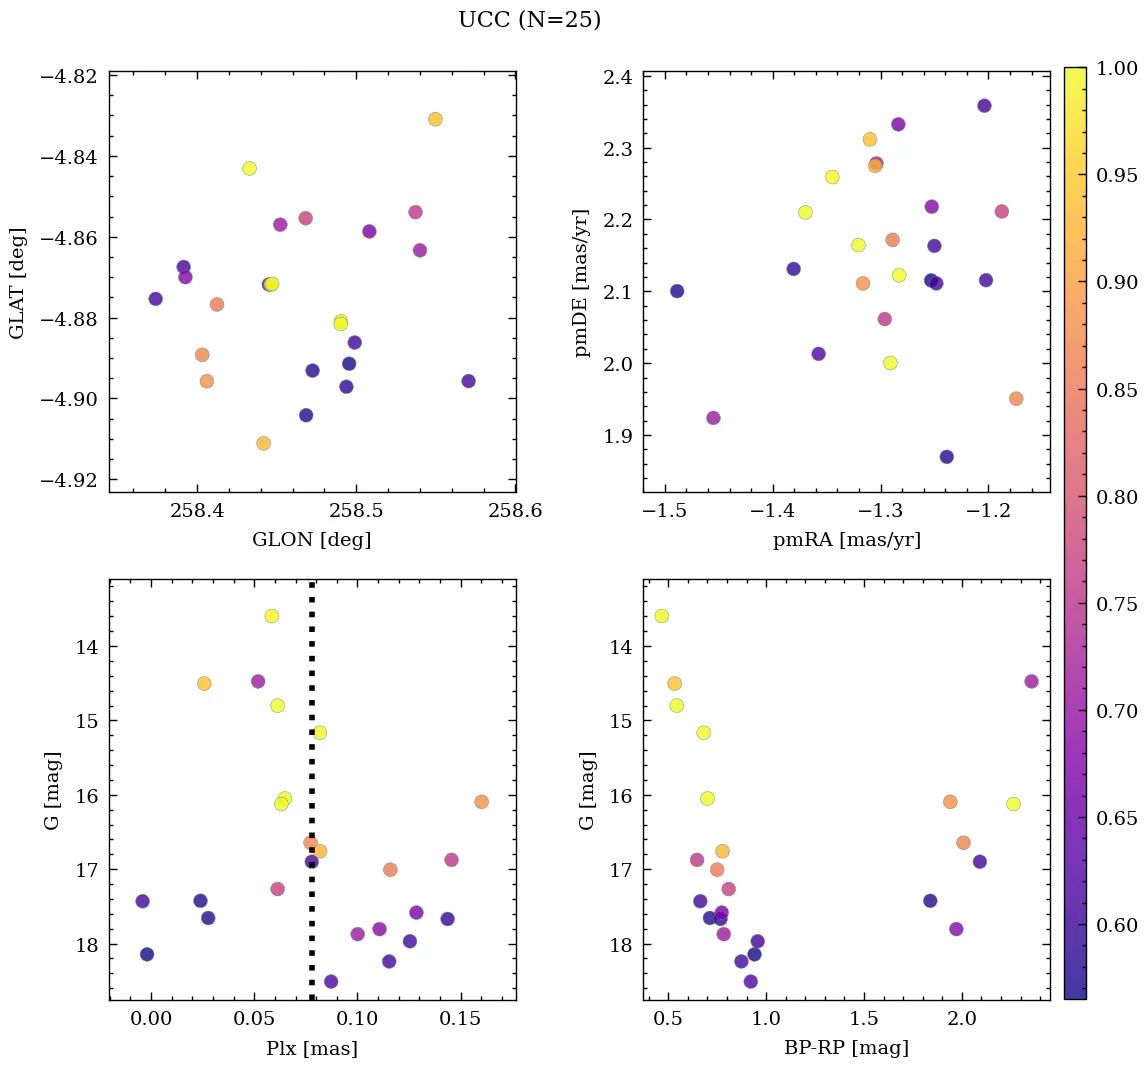 UCC (N=25)
−4.82
−4.84
−4.86
−4.88
−4.90
−4.92
GLAT [deg]
258.4 258.5 258.6
GLON [deg]
2.4
2.3
2.2
2.1
2.0
1.9
pmDE [mas/yr]
−1.5 −1.4 −1.3 −1.2
pmRA [mas/yr]
14
15
16
17
18
G [mag]
0.00 0.05 0.10 0.15
Plx [mas]
14
15
16
17
18
G [mag]
0.5 1.0 1.5 2.0
BP-RP [mag]
1.00
0.95
0.90
0.85
0.80
0.75
0.70
0.65
0.60